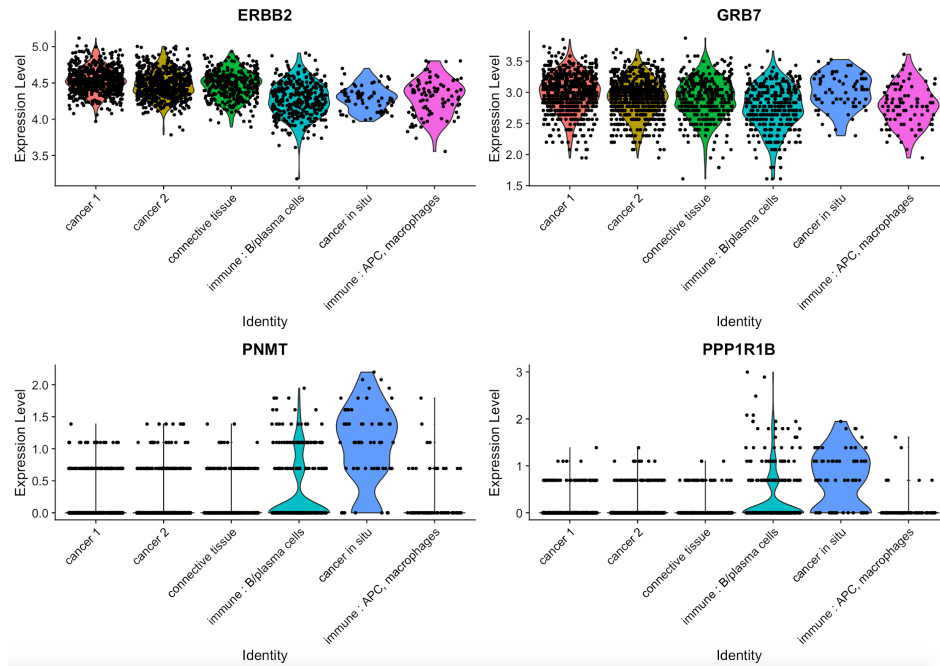 ERBB2
Expression Level
5.0
4.5
4.0
3.5
cancer 1
cancer 2
connective tissue
immune : B/plasma cells
cancer in situ
immune : APC, macrophages
Identity
GRB7
Expression Level
3.5
3.0
2.5
2.0
1.5
cancer 1
cancer 2
connective tissue
immune : B/plasma cells
cancer in situ
immune : APC, macrophages
Identity
PNMT
Expression Level
2.0
1.5
1.0
0.5
0.0
cancer 1
cancer 2
connective tissue
immune : B/plasma cells
cancer in situ
immune : APC, macrophages
Identity
PPP1R1B
Expression Level
3
2
1
0
cancer 1
cancer 2
connective tissue
immune : B/plasma cells
cancer in situ
immune : APC, macrophages
Identity